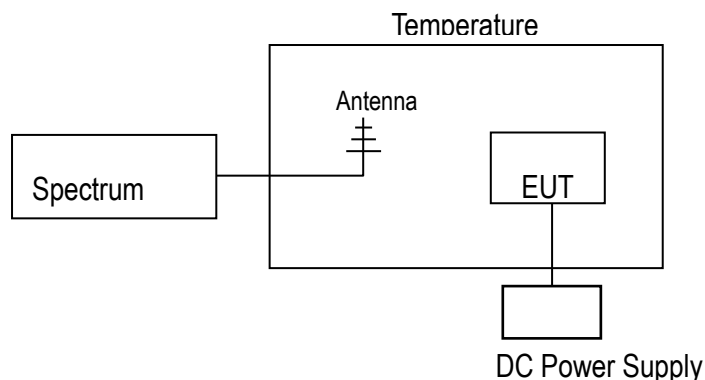 Temperature
Antenna
Spectrum
EUT
DC Power Supply